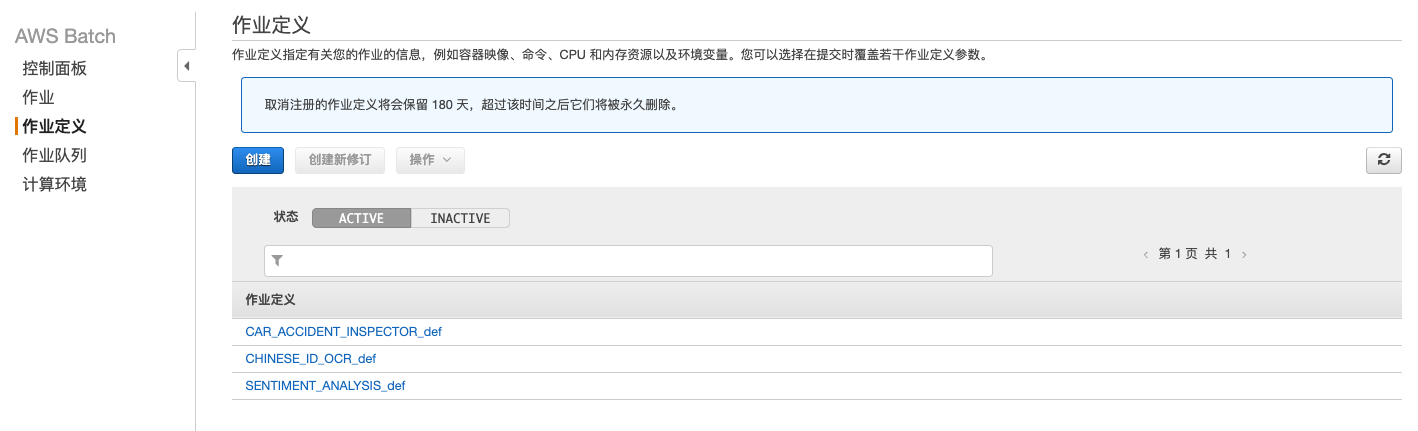 AWS Batch
控制面板
作业
作业定义
作业队列
计算环境
作业定义
作业定义指定有关您的作业的信息，例如容器映像、命令、CPU 和内存资源以及环境变量。您可以选择在提交时覆盖若干作业定义参数。
取消注册的作业定义将会保留 180 天，超过该时间之后它们将被永久删除。
创建 创建新修订 操作
状态 ACTIVE INACTIVE
第 1 页 共 1
作业定义
CAR_ACCIDENT_INSPECTOR_def
CHINESE_ID_OCR_def
SENTIMENT_ANALYSIS_def